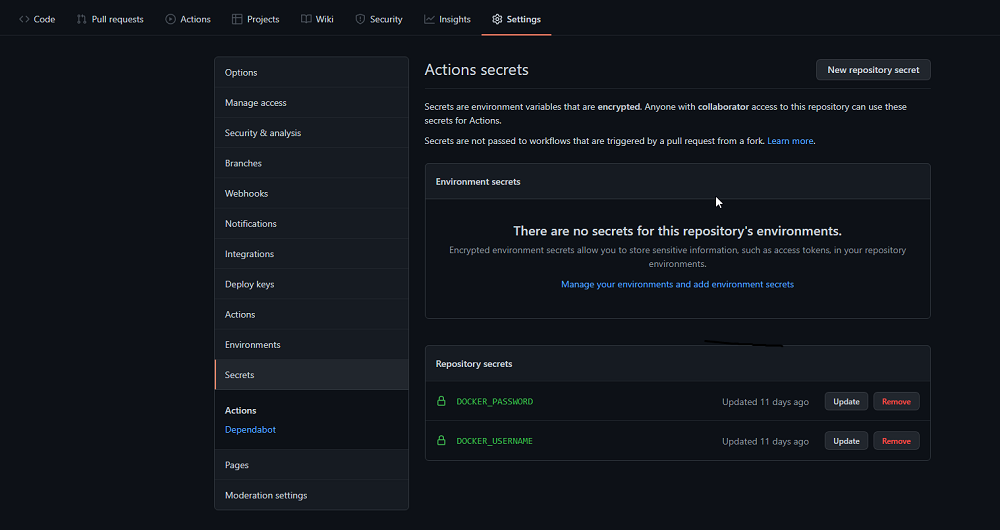 Code Pull requests Actions Projects Wiki Security Insights Settings
Options
Manage access
Security & analysis
Branches
Webhooks
Notifications
Integrations
Deploy keys
Actions
Environments
Secrets
Actions
Dependabot
Pages
Moderation settings
Actions secrets
New repository secret
Secrets are environment variables that are encrypted. Anyone with collaborator access to this repository can use these
secrets for Actions.
Secrets are not passed to workflows that are triggered by a pull request from a fork. Learn more.
Environment secrets
There are no secrets for this repository's environments.
Encrypted environment secrets allow you to store sensitive information, such as access tokens, in your repository
environments.
Manage your environments and add environment secrets
Repository secrets
DOCKER_PASSWORD Updated 11 days ago Update Remove
DOCKER_USERNAME Updated 11 days ago Update Remove